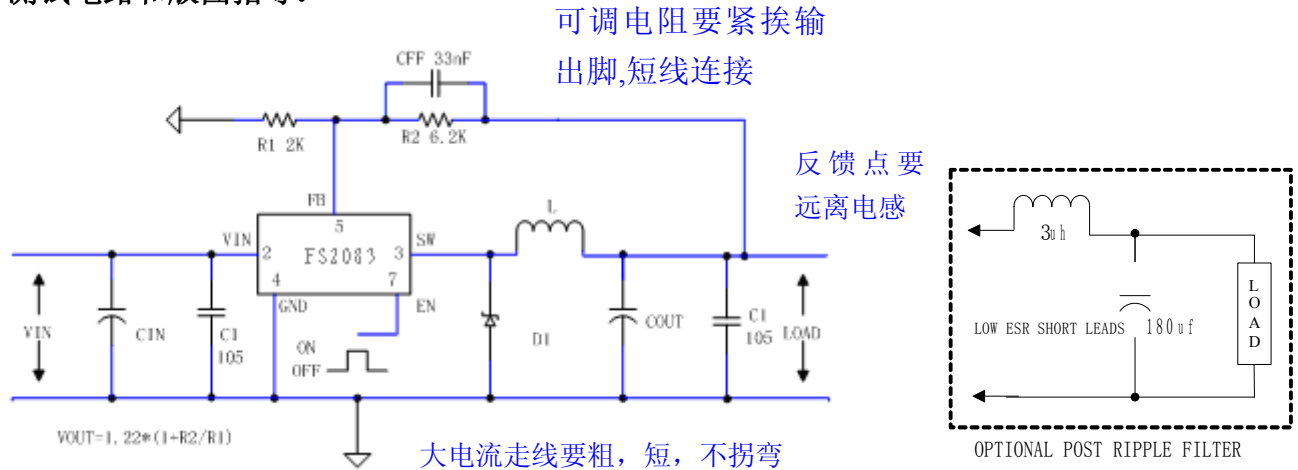 可调电阻要紧挨输
出脚,短线连接
CFF 33nF
R1 2K
R2 6.2K
反馈点要
远离电感
FB
5
L
VIN
2
FS2083
3
SW
4
7
GND
EN
3uh
VIN
CIN
C1
105
ON
OFF
D1
COUT
C1
105
LOAD
LOW ESR SHORT LEADS
180uf
LOAD
VOUT=1.22*(1+R2/R1)
大电流走线要粗，短，不拐弯
OPTIONAL POST RIPPLE FILTER